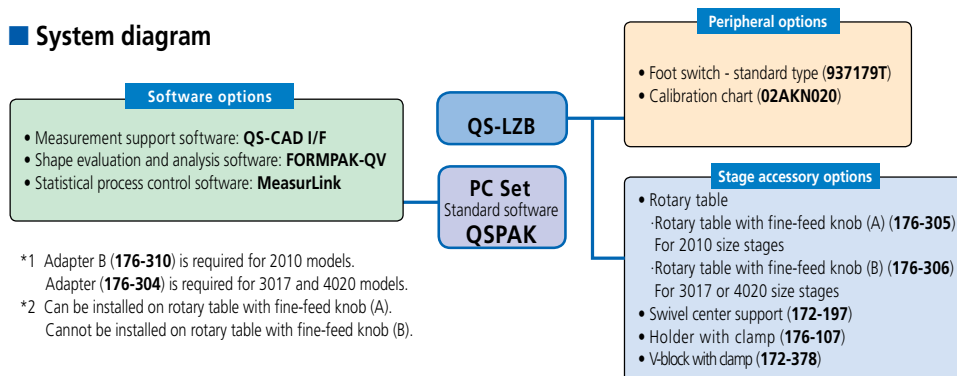 ■ System diagram
Software options
• Measurement support software: QS-CAD I/F
• Shape evaluation and analysis software: FORMPAK-QV
• Statistical process control software: MeasurLink
QS-LZB
PC Set
Standard software
QSPAK
Peripheral options
• Foot switch - standard type (937179T)
• Calibration chart (02AKN020)
Stage accessory options
• Rotary table
·Rotary table with fine-feed knob (A) (176-305)
For 2010 size stages
·Rotary table with fine-feed knob (B) (176-306)
For 3017 or 4020 size stages
• Swivel center support (172-197)
• Holder with clamp (176-107)
• V-block with clamp (172-378)
*1 Adapter B (176-310) is required for 2010 models.
Adapter (176-304) is required for 3017 and 4020 models.
*2 Can be installed on rotary table with fine-feed knob (A).
Cannot be installed on rotary table with fine-feed knob (B).